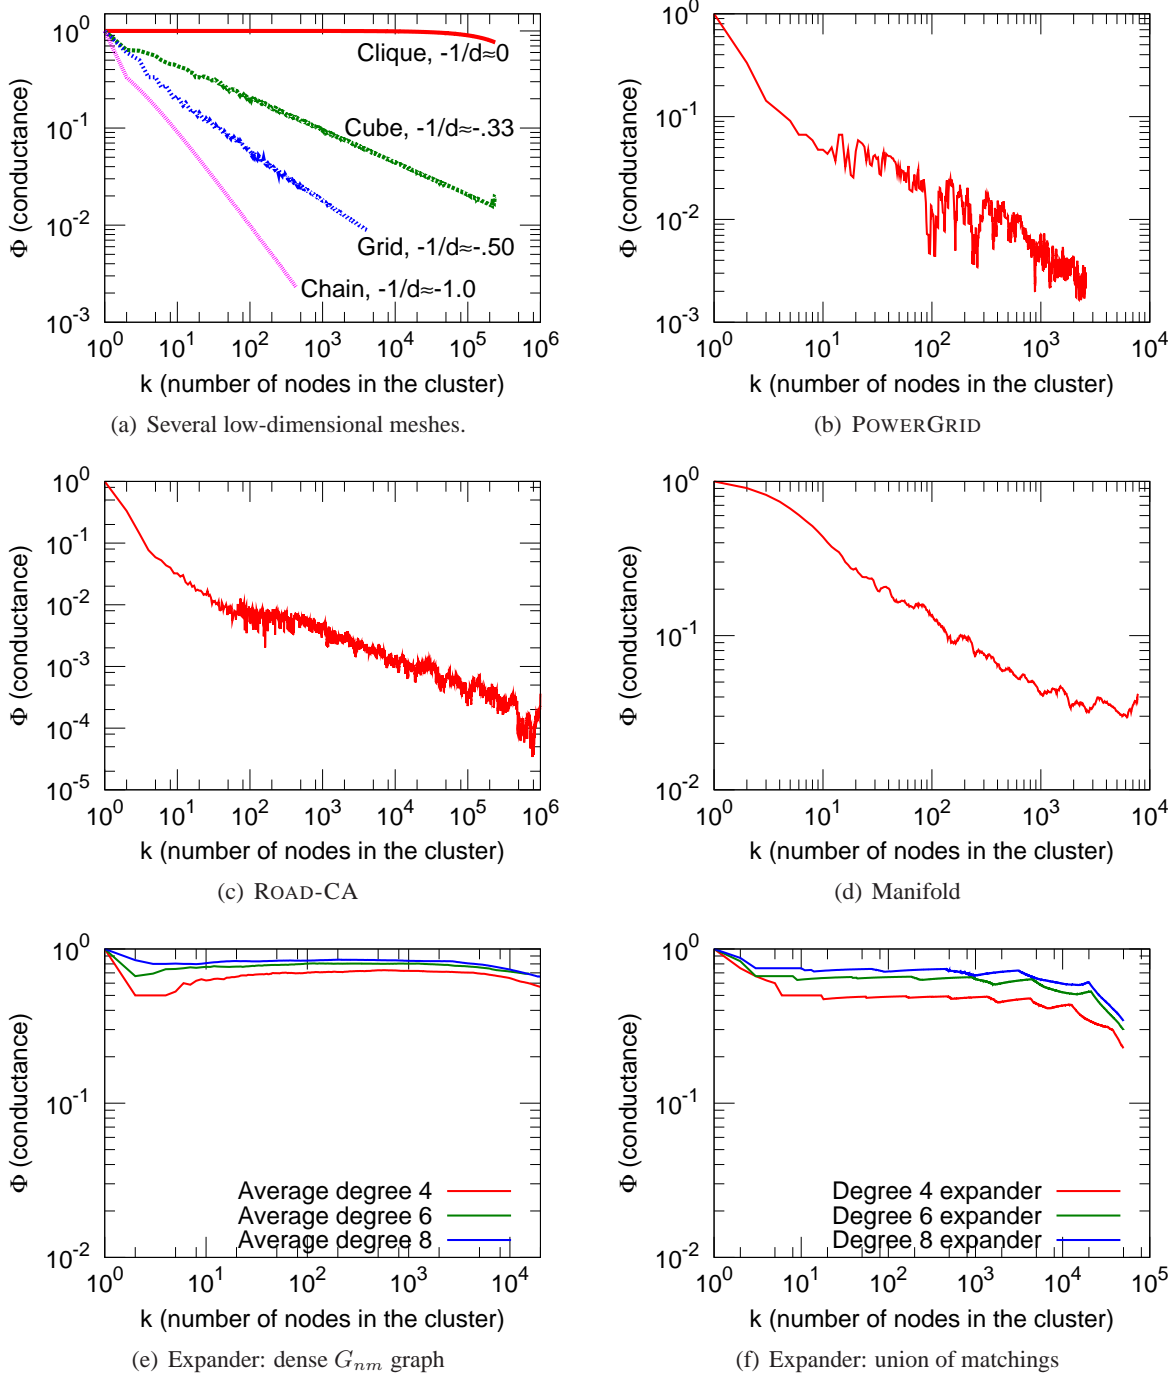 10^0
10^-1
10^-2
10^-3
Φ (conductance)
Clique, -1/d≈0
Cube, -1/d≈-.33
Grid, -1/d≈-.50
Chain, -1/d≈-1.0
10^0 10^1 10^2 10^3 10^4 10^5 10^6
k (number of nodes in the cluster)
(a) Several low-dimensional meshes.
10^0
10^-1
10^-2
10^-3
Φ (conductance)
10^0 10^1 10^2 10^3 10^4
k (number of nodes in the cluster)
(b) POWERGRID
10^0
10^-1
10^-2
10^-3
10^-4
10^-5
Φ (conductance)
10^0 10^1 10^2 10^3 10^4 10^5 10^6
k (number of nodes in the cluster)
(c) ROAD-CA
10^0
10^-1
10^-2
Φ (conductance)
10^0 10^1 10^2 10^3 10^4
k (number of nodes in the cluster)
(d) Manifold
10^0
10^-1
10^-2
Φ (conductance)
Average degree 4
Average degree 6
Average degree 8
10^0 10^1 10^2 10^3 10^4
k (number of nodes in the cluster)
(e) Expander: dense G_nm graph
10^0
10^-1
10^-2
Φ (conductance)
Degree 4 expander
Degree 6 expander
Degree 8 expander
10^0 10^1 10^2 10^3 10^4 10^5
k (number of nodes in the cluster)
(f) Expander: union of matchings